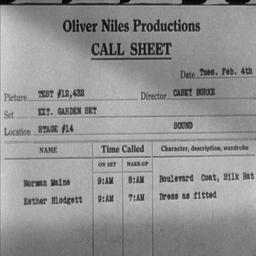 Oliver Niles Productions
CALL SHEET
Date Tues. Feb. 4th
Picture TEST #12,432 Director CASEY BURKE
Set EXT. GARDEN SET
Location STAGE #14 SOUND
NAME Time Called Character, description, wardrobe
ON SET MAKE-UP
Norman Maine 9:AM 8:AM Boulevard Coat, Silk Hat
Esther Blodgett 9:AM 7:AM Dress as fitted